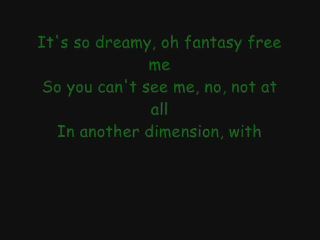 It's so dreamy, oh fantasy free
me
So you can't see me, no, not at
all
In another dimension, with